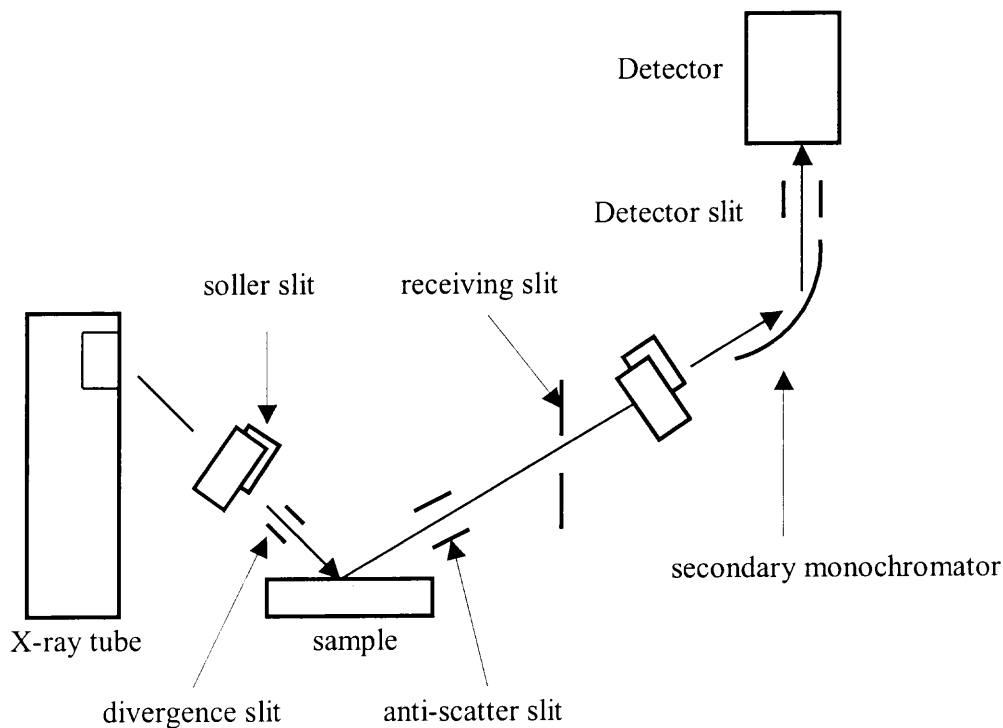 Detector
Detector slit
soller slit
receiving slit
secondary monochromator
X-ray tube
sample
divergence slit
anti-scatter slit